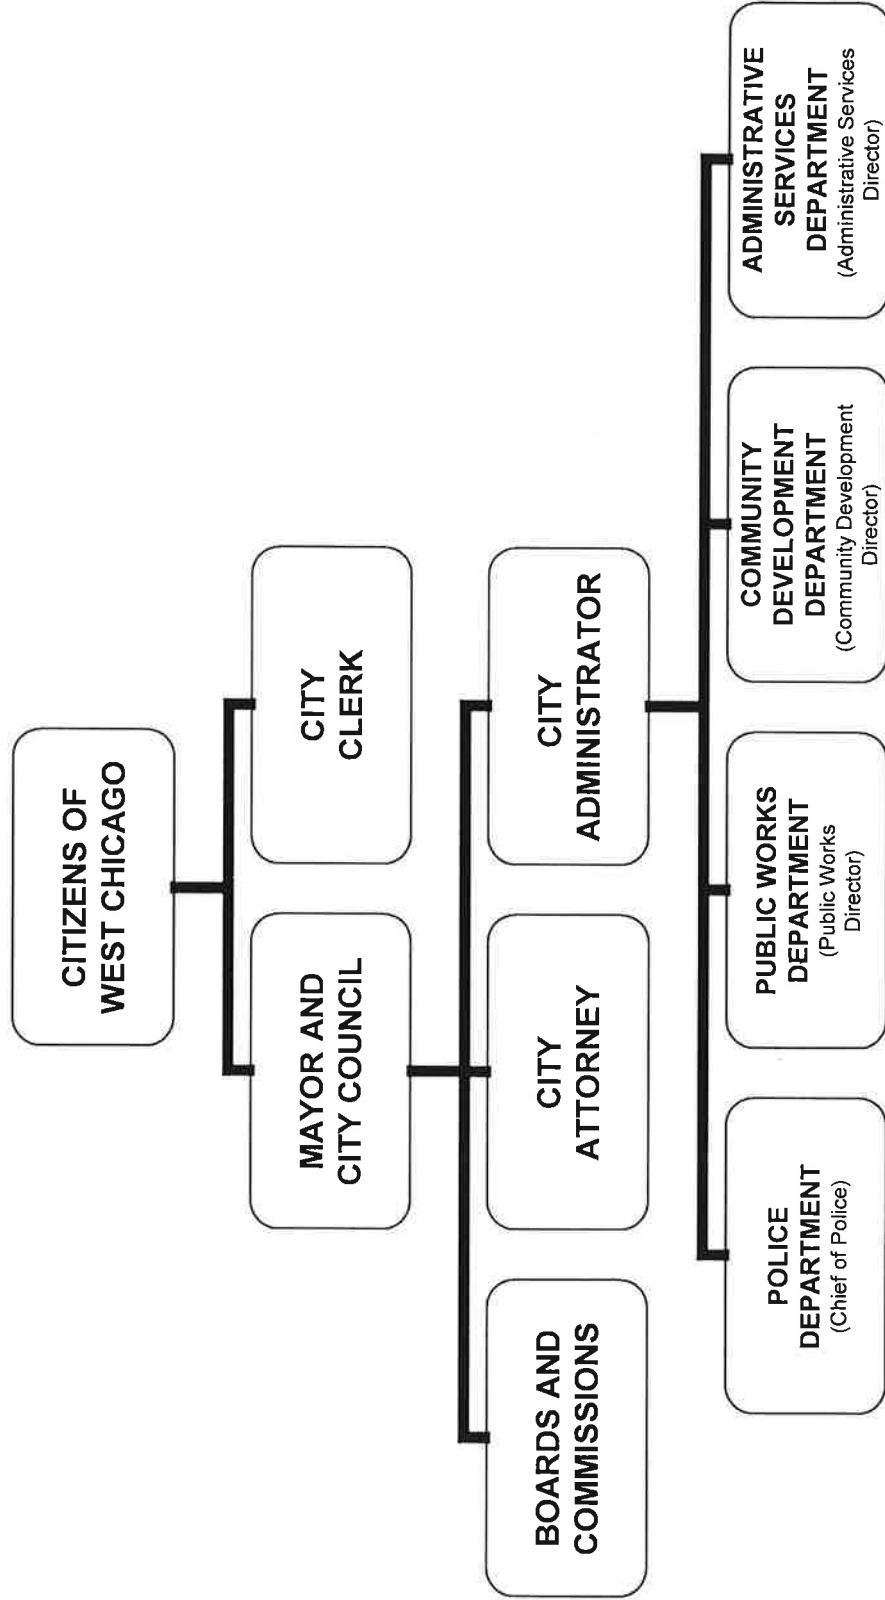 CITIZENS OF
WEST CHICAGO
MAYOR AND
CITY COUNCIL
CITY
CLERK
BOARDS AND
COMMISSIONS
CITY
ATTORNEY
CITY
ADMINISTRATOR
POLICE
DEPARTMENT
(Chief of Police)
PUBLIC WORKS
DEPARTMENT
(Public Works
Director)
COMMUNITY
DEVELOPMENT
DEPARTMENT
(Community Development
Director)
ADMINISTRATIVE
SERVICES
DEPARTMENT
(Administrative Services
Director)